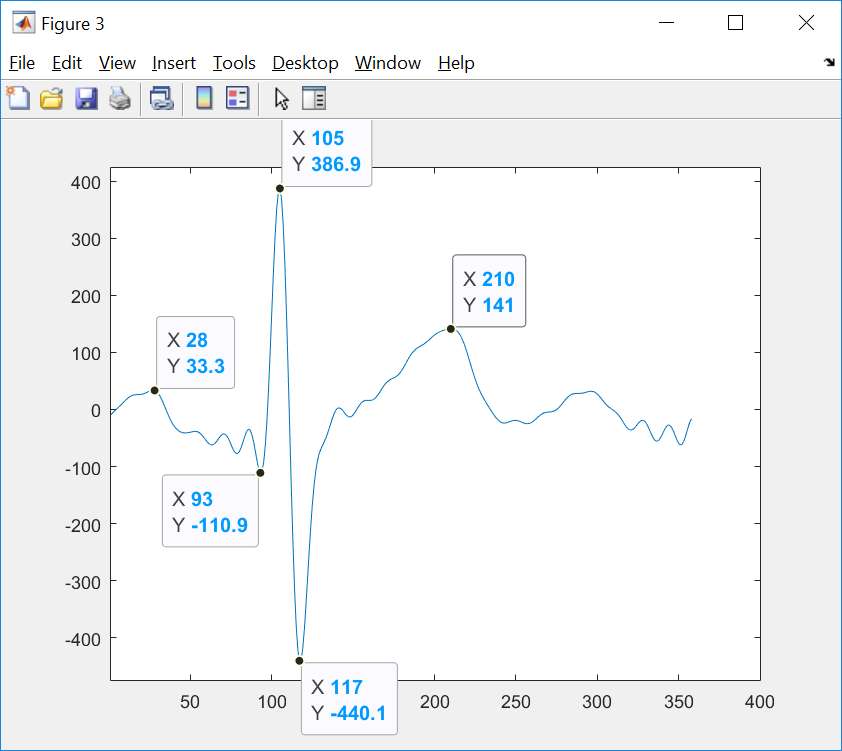 Figure 3
File Edit View Insert Tools Desktop Window Help
X 105
Y 386.9
X 210
Y 141
X 28
Y 33.3
X 93
Y -110.9
X 117
Y -440.1
400
300
200
100
0
-100
-200
-300
-400
50 100 200 250 300 350 400